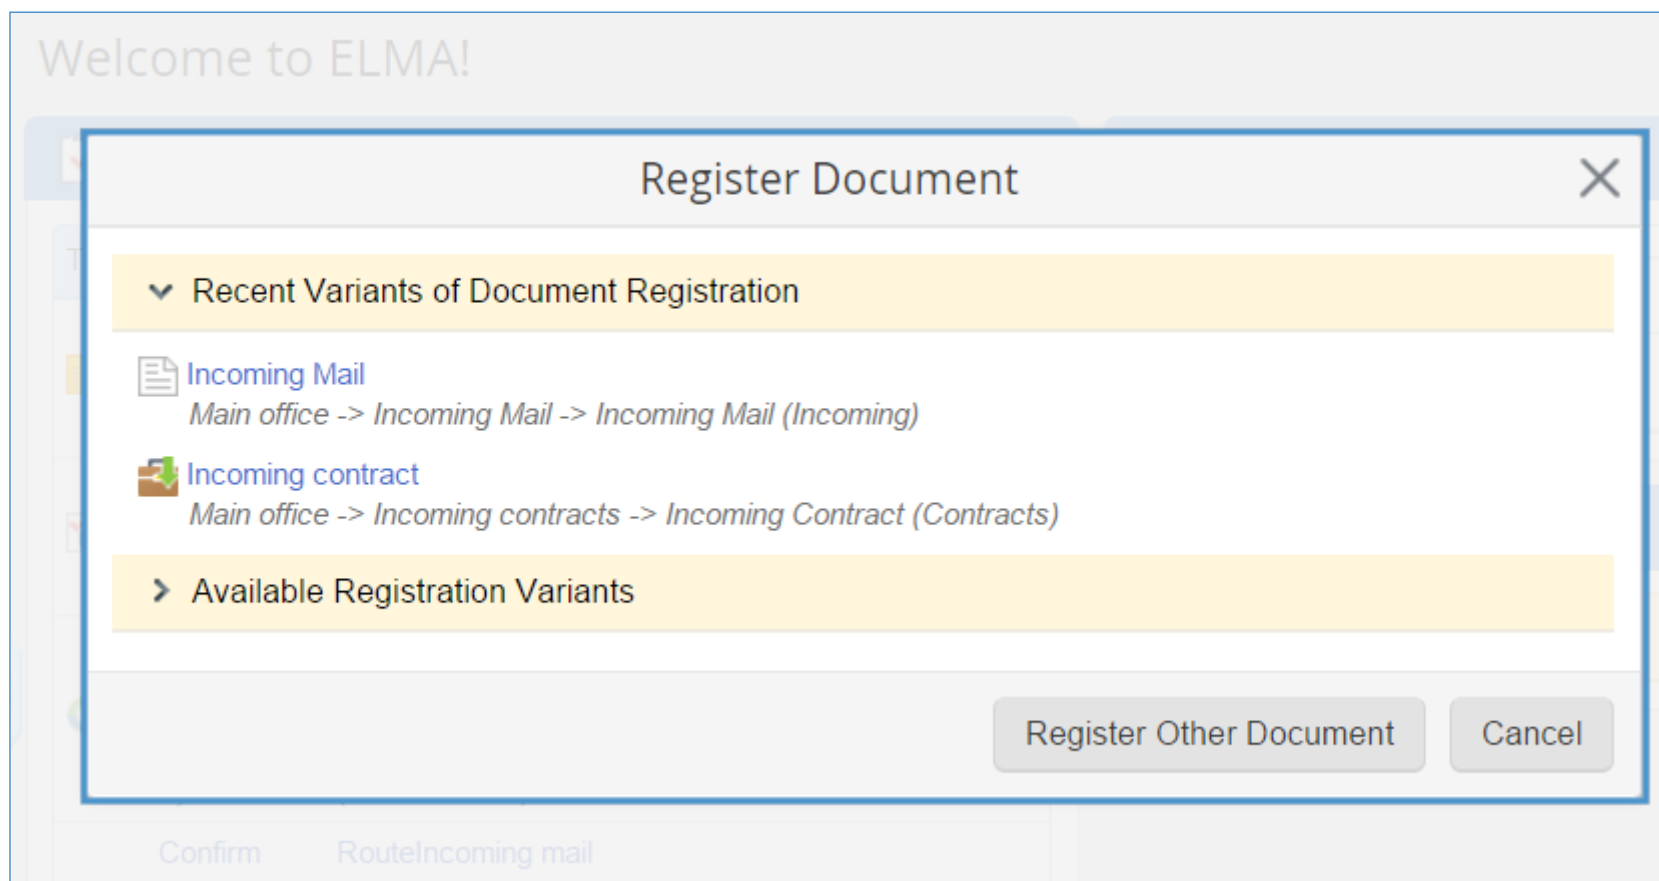 Welcome to ELMA!
Register Document
Recent Variants of Document Registration
Incoming Mail
Main office -> Incoming Mail -> Incoming Mail (Incoming)
Incoming contract
Main office -> Incoming contracts -> Incoming Contract (Contracts)
Available Registration Variants
Register Other Document
Cancel
Confirm RouteIncoming mail